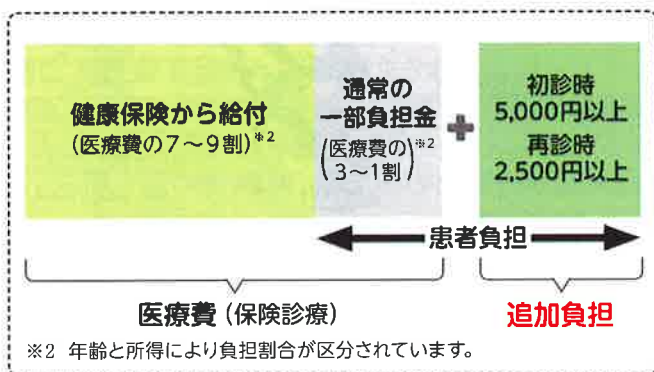 健康保険から給付
(医療費の7〜9割)※2
通常の
一部負担金
(医療費の
3〜1割)※2
+
初診時
5,000円以上
再診時
2,500円以上
患者負担
医療費(保険診療)
追加負担
※2 年齢と所得により負担割合が区分されています。